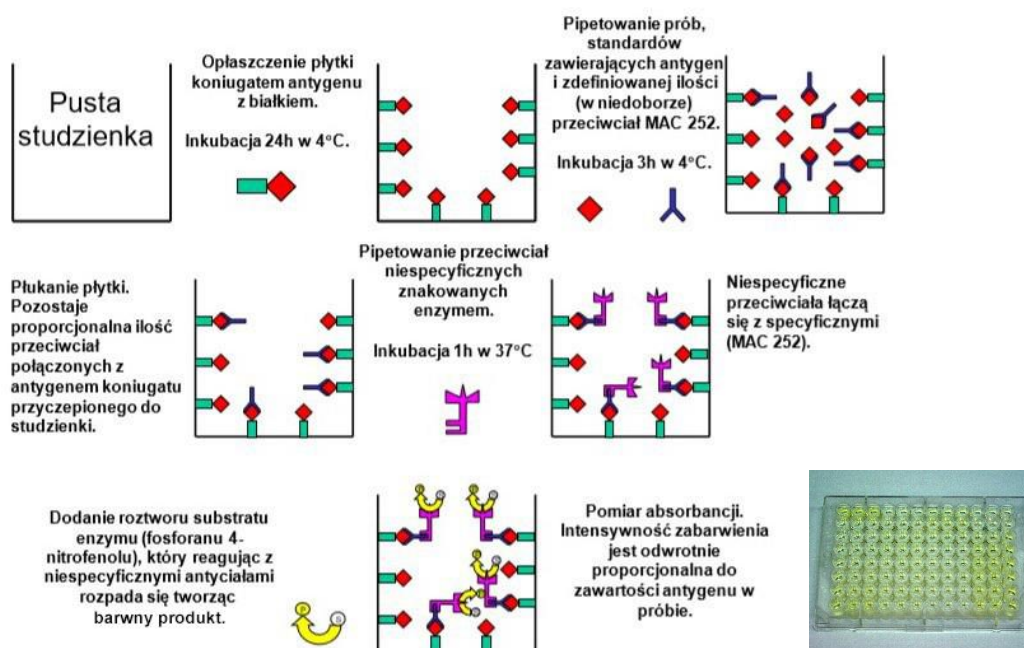 Pusta
studzienka
Opłaszczenie płytki
koniugatem antygenu
z białkiem.
Inkubacja 24h w 4°C.
Pipetowanie prób,
standardów
zawierających antygen
i zdefiniowanej ilości
(w niedoborze)
przeciwciał MAC 252.
Inkubacja 3h w 4°C.
Płukanie płytki.
Pozostaje
proporcjonalna ilość
przeciwciał
połączonych z
antygenem koniugatu
przyczepionego do
studzienki.
Pipetowanie przeciwciał
niespecyficznych
znakowanych
enzymem.
Inkubacja 1h w 37°C
Niespecyficzne
przeciwciała łączą
się z specyficznymi
(MAC 252).
Dodanie roztworu substratu
enzymu (fosforanu 4-
nitrofenolu), który reagując z
niespecyficznymi antyciałami
rozpada się tworząc
barwny produkt.
Pomiar absorbancji.
Intensywność zabarwienia
jest odwrotnie
proporcjonalna do
zawartości antygenu w
próbie.